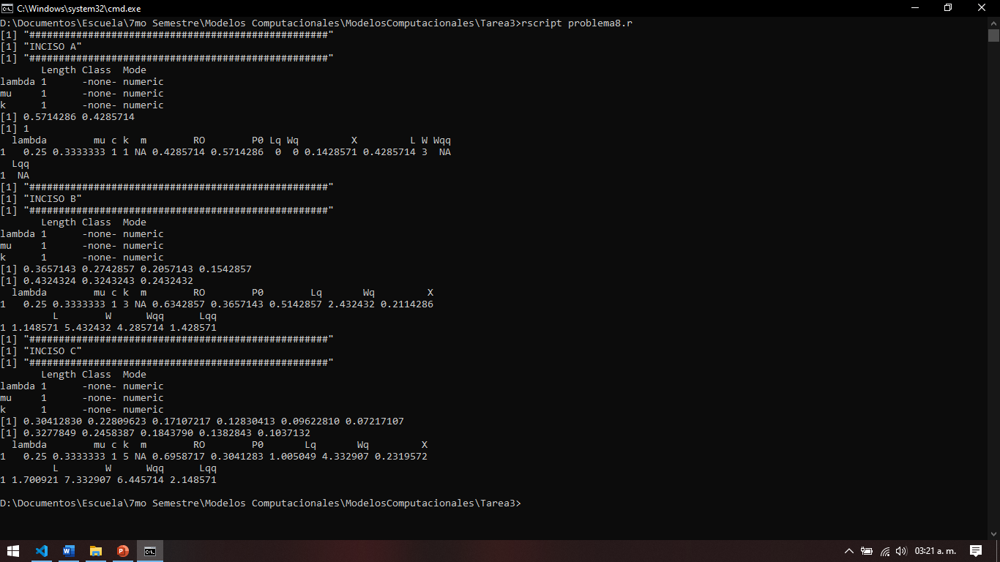 C:\Windows\system32\cmd.exe
D:\Documentos\Escuela\7mo Semestre\Modelos Computacionales\ModelosComputacionales\Tarea3>rscript problema8.r
[1] "###################################################"
[1] "INCISO A"
[1] "###################################################"
       Length Class  Mode
lambda 1      -none- numeric
mu     1      -none- numeric
k      1      -none- numeric
[1] 0.5714286 0.4285714
[1] 1
  lambda        mu c k  m        RO        P0 Lq Wq         X         L W Wqq
1   0.25 0.3333333 1 1 NA 0.4285714 0.5714286  0  0 0.1428571 0.4285714 3  NA
  Lqq
1  NA
[1] "###################################################"
[1] "INCISO B"
[1] "###################################################"
       Length Class  Mode
lambda 1      -none- numeric
mu     1      -none- numeric
k      1      -none- numeric
[1] 0.3657143 0.2742857 0.2057143 0.1542857
[1] 0.4324324 0.3243243 0.2432432
  lambda        mu c k  m        RO        P0        Lq       Wq         X
1   0.25 0.3333333 1 3 NA 0.6342857 0.3657143 0.5142857 2.432432 0.2114286
         L        W      Wqq      Lqq
1 1.148571 5.432432 4.285714 1.428571
[1] "###################################################"
[1] "INCISO C"
[1] "###################################################"
       Length Class  Mode
lambda 1      -none- numeric
mu     1      -none- numeric
k      1      -none- numeric
[1] 0.30412830 0.22809623 0.17107217 0.12830413 0.09622810 0.07217107
[1] 0.3277849 0.2458387 0.1843790 0.1382843 0.1037132
  lambda        mu c k  m        RO        P0       Lq       Wq         X
1   0.25 0.3333333 1 5 NA 0.6958717 0.3041283 1.005049 4.332907 0.2319572
         L        W      Wqq      Lqq
1 1.700921 7.332907 6.445714 2.148571
D:\Documentos\Escuela\7mo Semestre\Modelos Computacionales\ModelosComputacionales\Tarea3>
03:21 a. m.